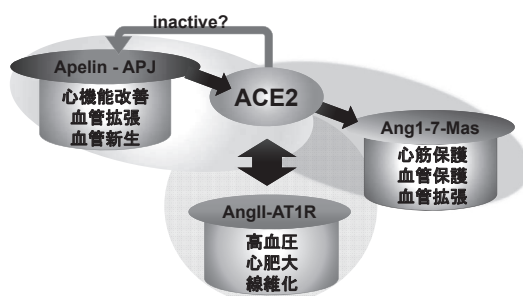 inactive?
Apelin - APJ
心機能改善
血管拡張
血管新生
ACE2
Ang1-7-Mas
心筋保護
血管保護
血管拡張
AngII-AT1R
高血圧
心肥大
線維化